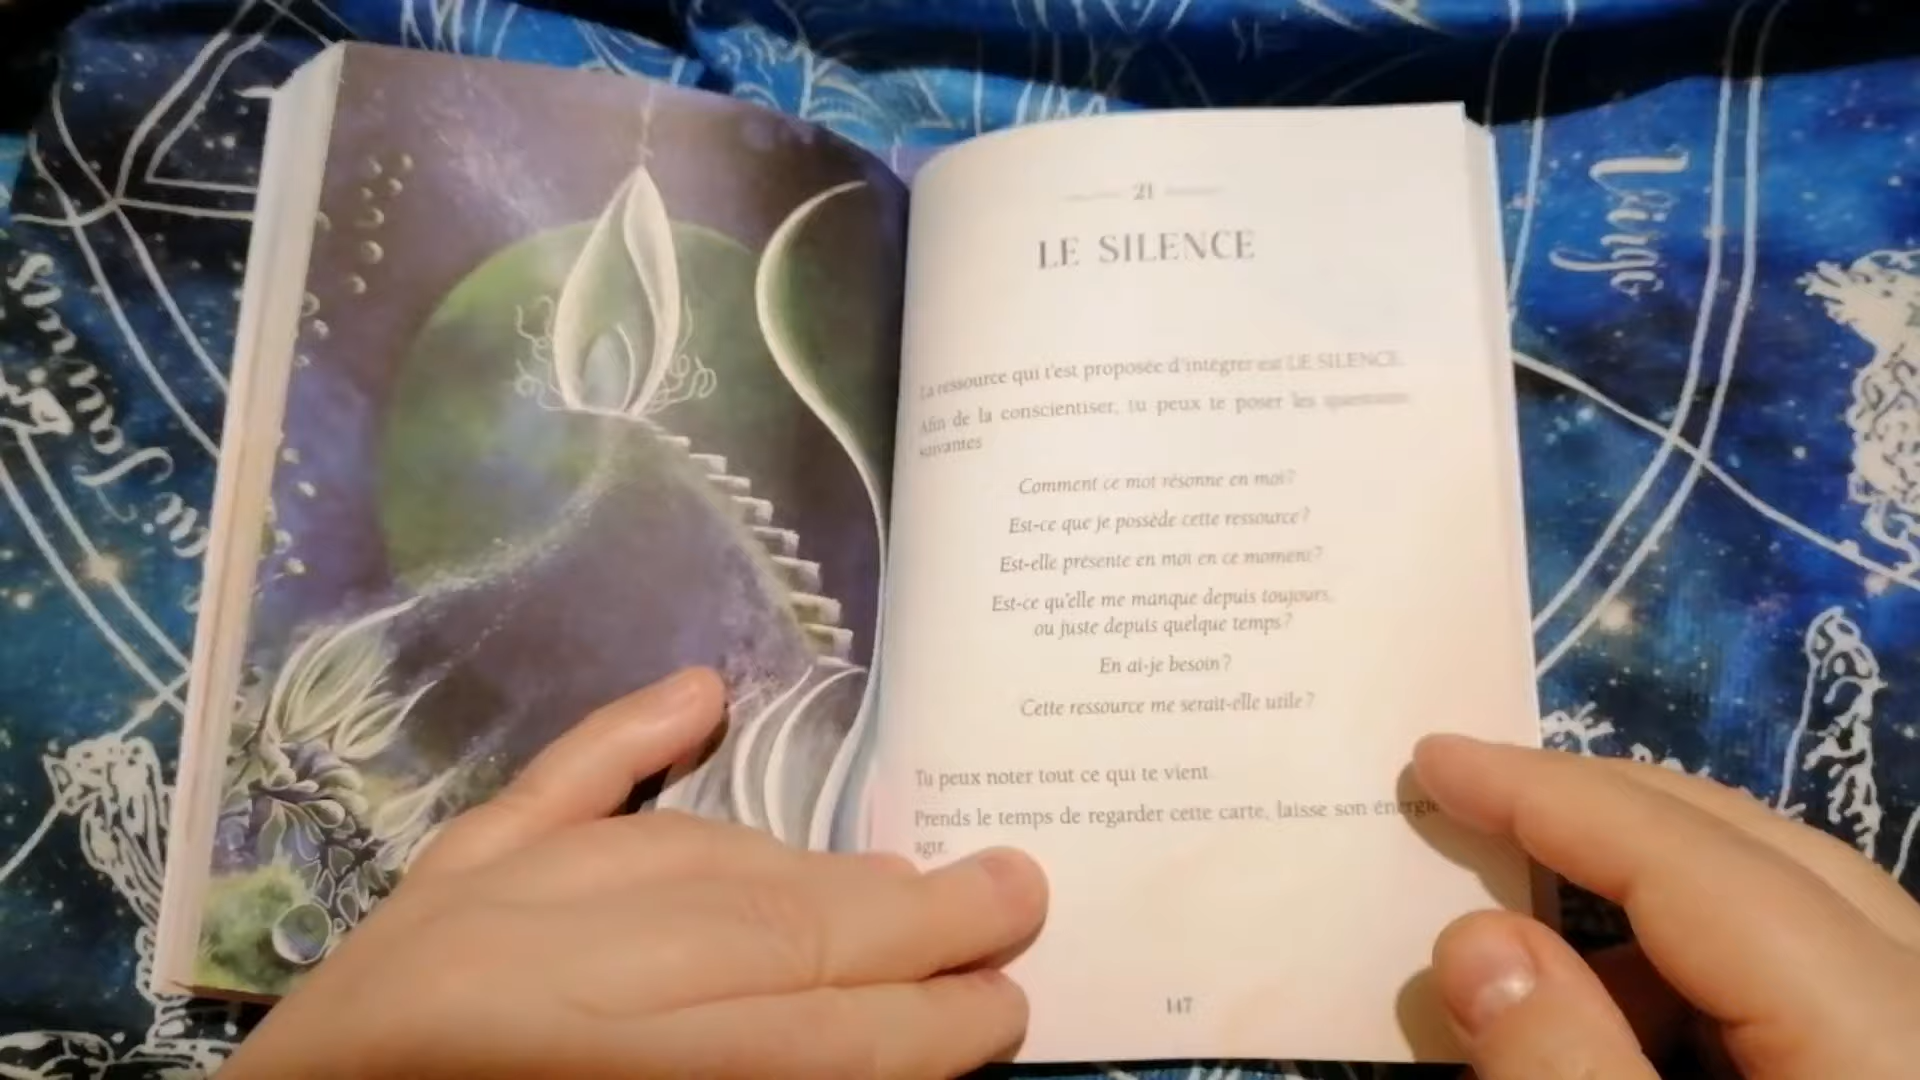 21
LE SILENCE
La ressource qui t'est proposée d'intégrer est LE SILENCE.
Afin de la conscientiser, tu peux te poser les questions
suivantes
Comment ce mot résonne en moi ?
Est-ce que je possède cette ressource ?
Est-elle présente en moi en ce moment ?
Est-ce qu'elle me manque depuis toujours,
ou juste depuis quelque temps ?
En ai-je besoin ?
Cette ressource me serait-elle utile ?
Tu peux noter tout ce qui te vient.
Prends le temps de regarder cette carte, laisse son énergie
agir.
147
Virgo